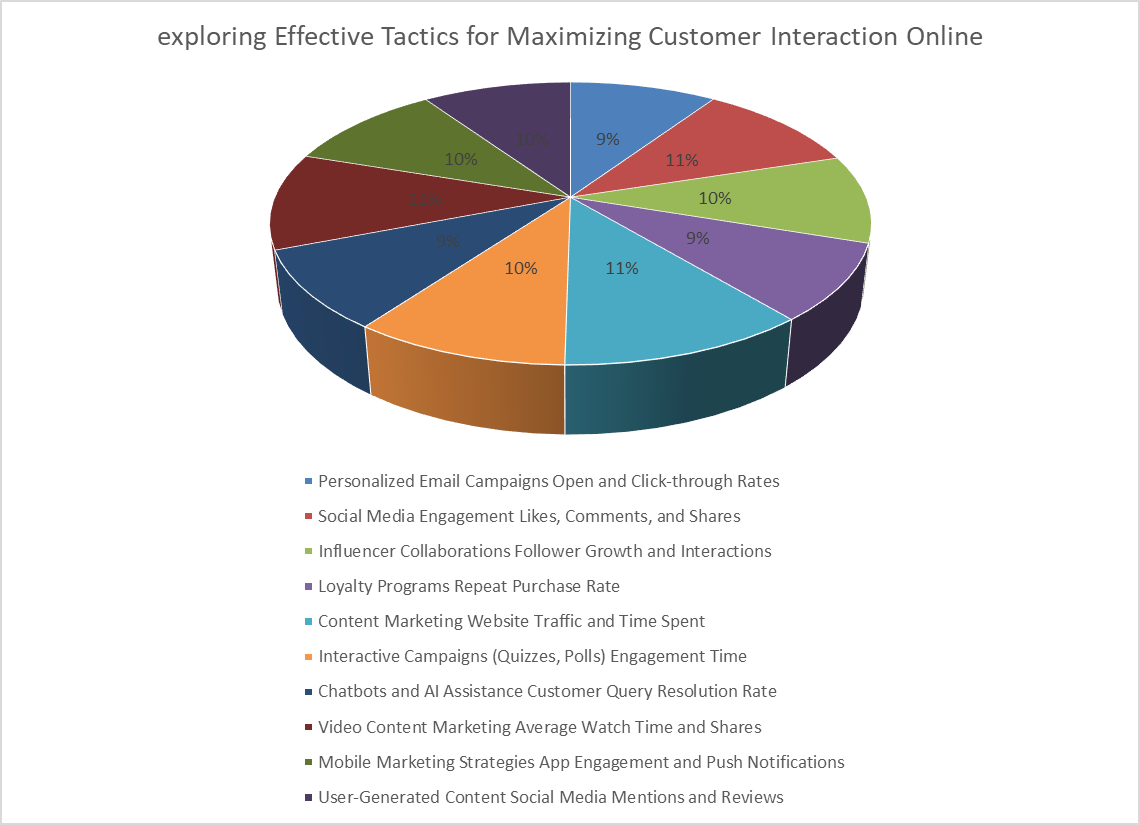 exploring Effective Tactics for Maximizing Customer Interaction Online
9%
11%
10%
9%
11%
10%
9%
11%
10%
10%
Personalized Email Campaigns Open and Click-through Rates
Social Media Engagement Likes, Comments, and Shares
Influencer Collaborations Follower Growth and Interactions
Loyalty Programs Repeat Purchase Rate
Content Marketing Website Traffic and Time Spent
Interactive Campaigns (Quizzes, Polls) Engagement Time
Chatbots and AI Assistance Customer Query Resolution Rate
Video Content Marketing Average Watch Time and Shares
Mobile Marketing Strategies App Engagement and Push Notifications
User-Generated Content Social Media Mentions and Reviews